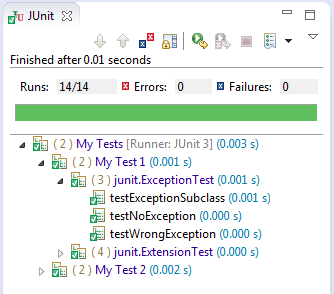 JUnit
Finished after 0.01 seconds
Runs: 14/14 Errors: 0 Failures: 0
( 2 ) My Tests [Runner: JUnit 3] (0.003 s)
( 2 ) My Test 1 (0.001 s)
( 3 ) junit.ExceptionTest (0.001 s)
testExceptionSubclass (0.001 s)
testNoException (0.000 s)
testWrongException (0.000 s)
( 4 ) junit.ExtensionTest (0.000 s)
( 2 ) My Test 2 (0.002 s)